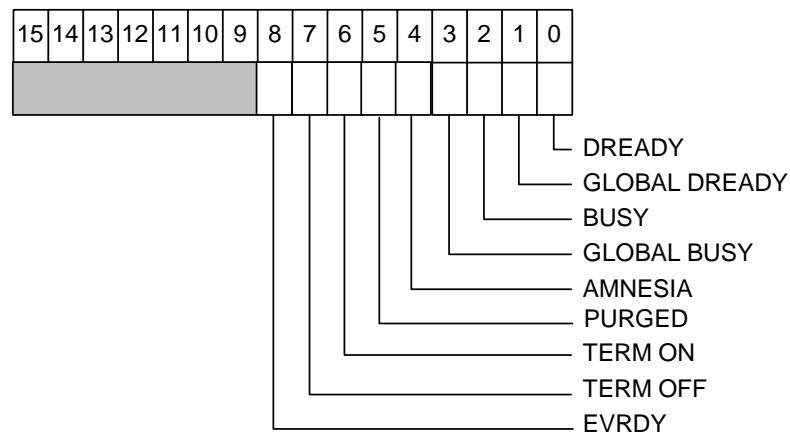 15 14 13 12 11 10 9 8 7 6 5 4 3 2 1 0
DREADY
GLOBAL DREADY
BUSY
GLOBAL BUSY
AMNESIA
PURGED
TERM ON
TERM OFF
EVRDY